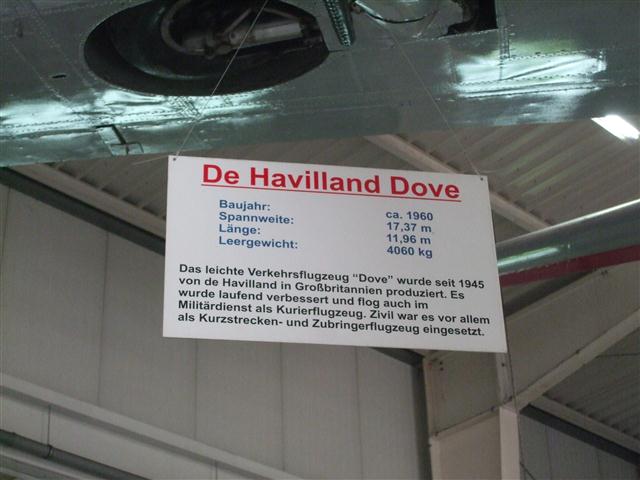 De Havilland Dove
Baujahr: ca. 1960
Spannweite: 17,37 m
Länge: 11,96 m
Leergewicht: 4060 kg
Das leichte Verkehrsflugzeug "Dove" wurde seit 1945
von de Havilland in Großbritannien produziert. Es
wurde laufend verbessert und flog auch im
Militärdienst als Kurierflugzeug. Zivil war es vor allem
als Kurzstrecken- und Zubringerflugzeug eingesetzt.